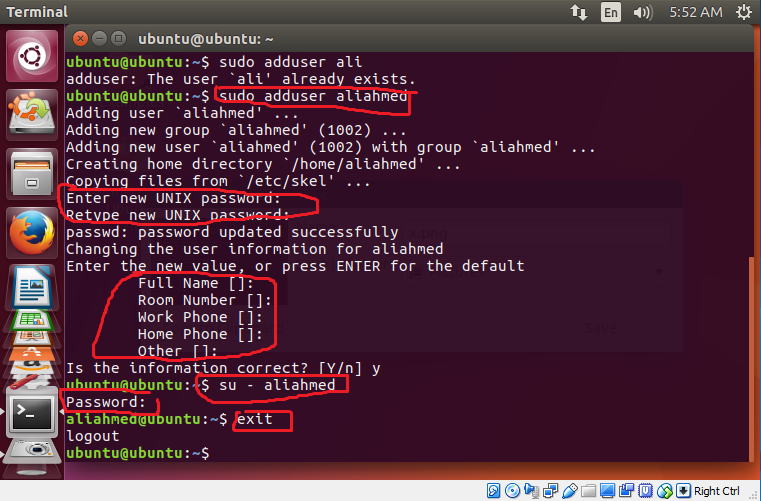 Terminal
En
5:52 AM
ubuntu@ubuntu: ~
ubuntu@ubuntu:~$ sudo adduser ali
adduser: The user `ali' already exists.
ubuntu@ubuntu:~$ sudo adduser aliahmed
Adding user `aliahmed' ...
Adding new group `aliahmed' (1002) ...
Adding new user `aliahmed' (1002) with group `aliahmed' ...
Creating home directory `/home/aliahmed' ...
Copying files from `/etc/skel' ...
Enter new UNIX password:
Retype new UNIX password:
passwd: password updated successfully
Changing the user information for aliahmed
Enter the new value, or press ENTER for the default
Full Name []:
Room Number []:
Work Phone []:
Home Phone []:
Other []:
Is the information correct? [Y/n] y
ubuntu@ubuntu:~$ su - aliahmed
Password:
aliahmed@ubuntu:~$ exit
logout
ubuntu@ubuntu:~$
Right Ctrl